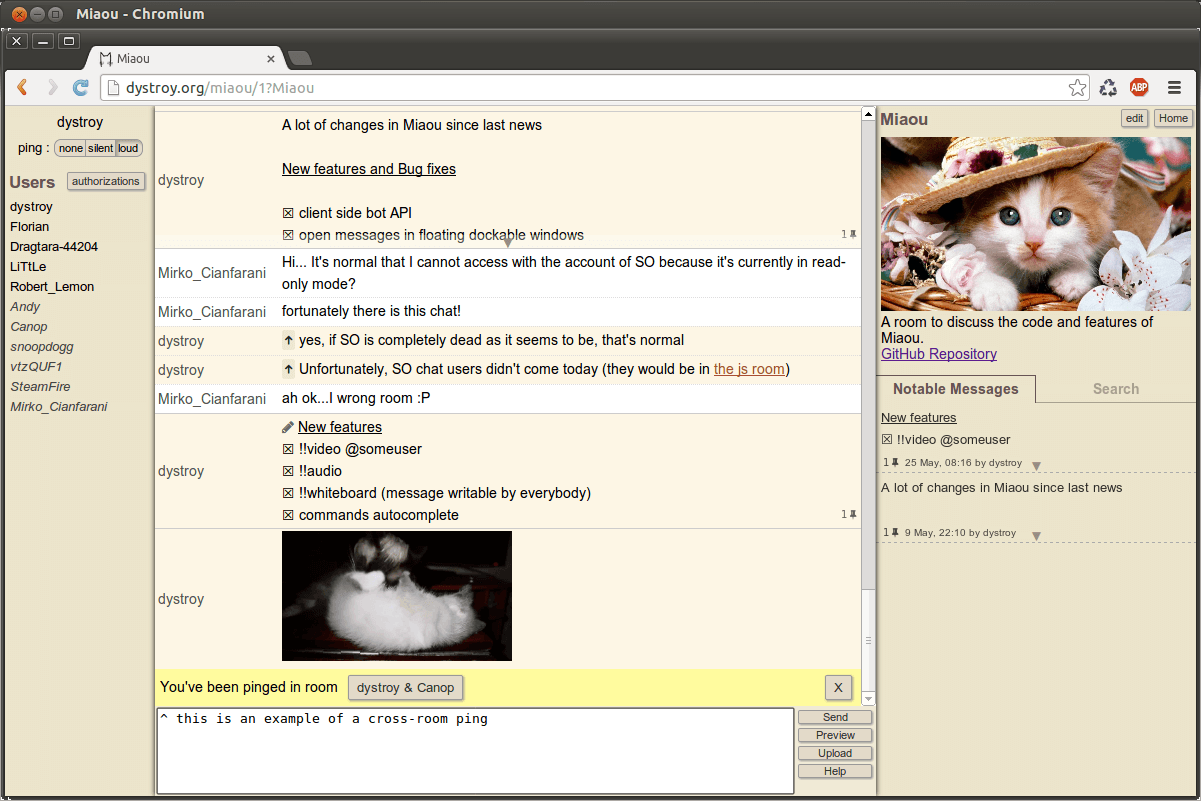 Miaou - Chromium
Miaou
dystroy.org/miaou/1?Miaou
ABP
dystroy
ping : none silent loud
Users authorizations
dystroy
Florian
Dragtara-44204
LiTtLe
Robert_Lemon
Andy
Canop
snoopdogg
vtzQUF1
SteamFire
Mirko_Cianfarani
A lot of changes in Miaou since last news
New features and Bug fixes
dystroy
☒ client side bot API
☒ open messages in floating dockable windows
1
Mirko_Cianfarani
Hi... It's normal that I cannot access with the account of SO because it's currently in read-
only mode?
Mirko_Cianfarani fortunately there is this chat!
dystroy yes, if SO is completely dead as it seems to be, that's normal
dystroy Unfortunately, SO chat users didn't come today (they would be in the js room)
Mirko_Cianfarani ah ok...I wrong room :P
New features
☒ !!video @someuser
dystroy ☒ !!audio
☒ !!whiteboard (message writable by everybody)
☒ commands autocomplete
1
dystroy
You've been pinged in room dystroy & Canop X
^ this is an example of a cross-room ping
Send
Preview
Upload
Help
Miaou edit Home
A room to discuss the code and features of
Miaou.
GitHub Repository
Notable Messages Search
New features
☒ !!video @someuser
1 25 May, 08:16 by dystroy
A lot of changes in Miaou since last news
1 9 May, 22:10 by dystroy